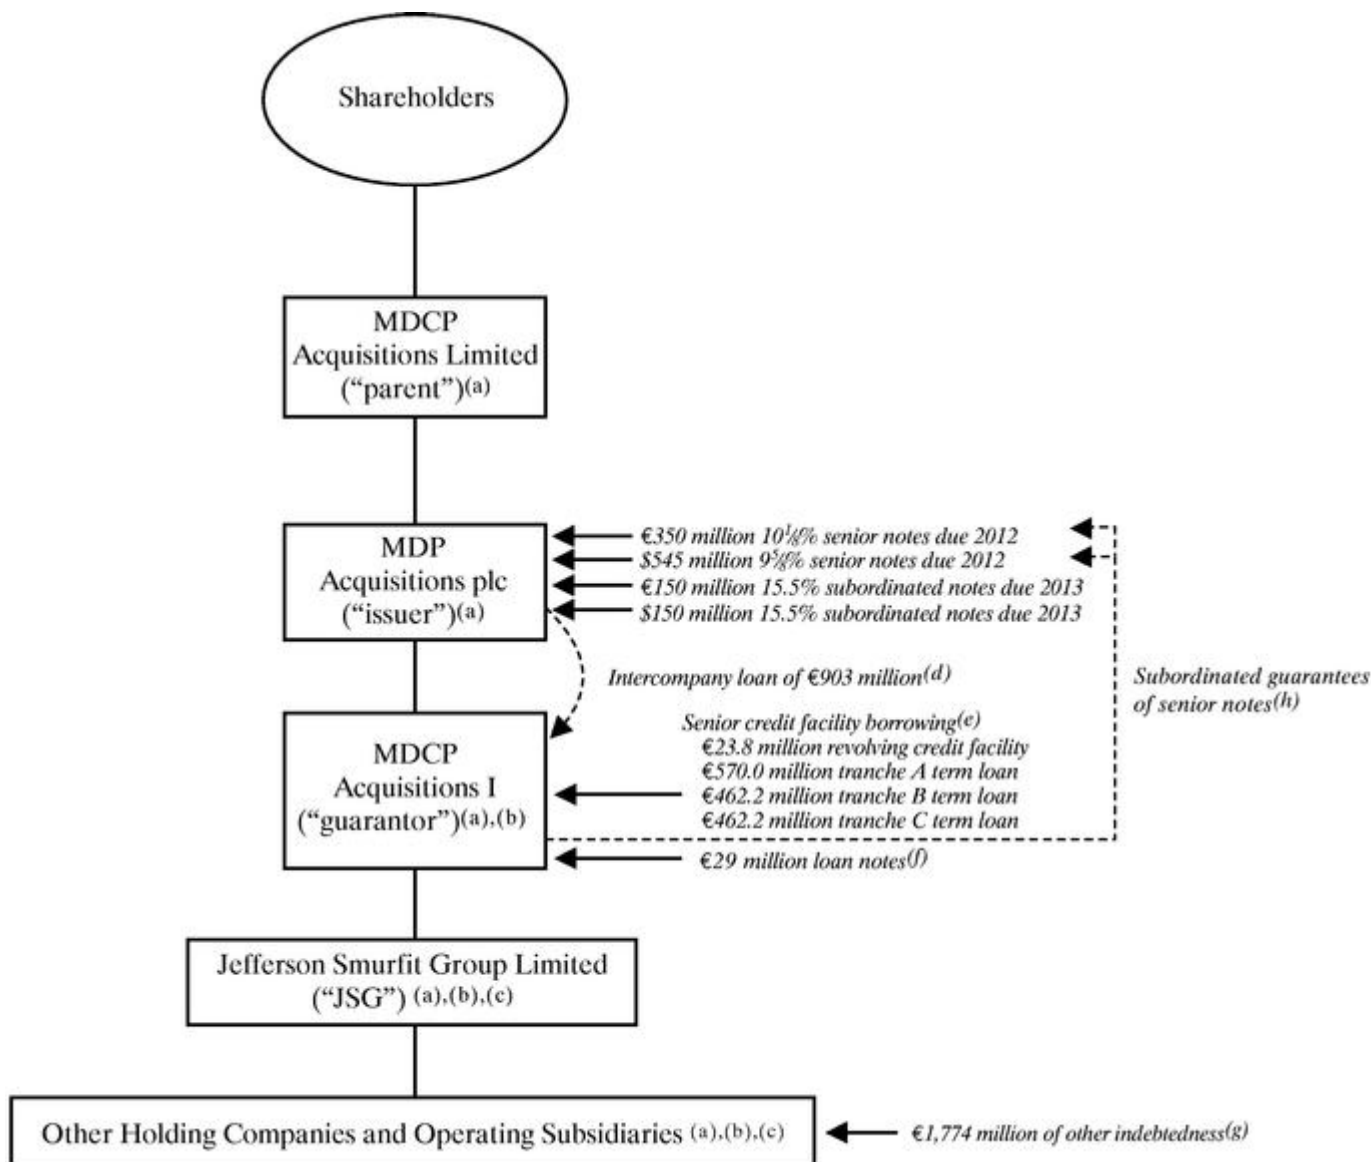 Shareholders
MDCP
Acquisitions Limited
(“parent”)(a)
MDP
Acquisitions plc
(“issuer”)(a)
€350 million 10⅛% senior notes due 2012
$545 million 9⅝% senior notes due 2012
€150 million 15.5% subordinated notes due 2013
$150 million 15.5% subordinated notes due 2013
Intercompany loan of €903 million(d)
Subordinated guarantees
of senior notes(h)
MDCP
Acquisitions I
(“guarantor”)(a),(b)
Senior credit facility borrowing(e)
€23.8 million revolving credit facility
€570.0 million tranche A term loan
€462.2 million tranche B term loan
€462.2 million tranche C term loan
€29 million loan notes(f)
Jefferson Smurfit Group Limited
(“JSG”) (a),(b),(c)
Other Holding Companies and Operating Subsidiaries (a),(b),(c)
€1,774 million of other indebtedness(g)